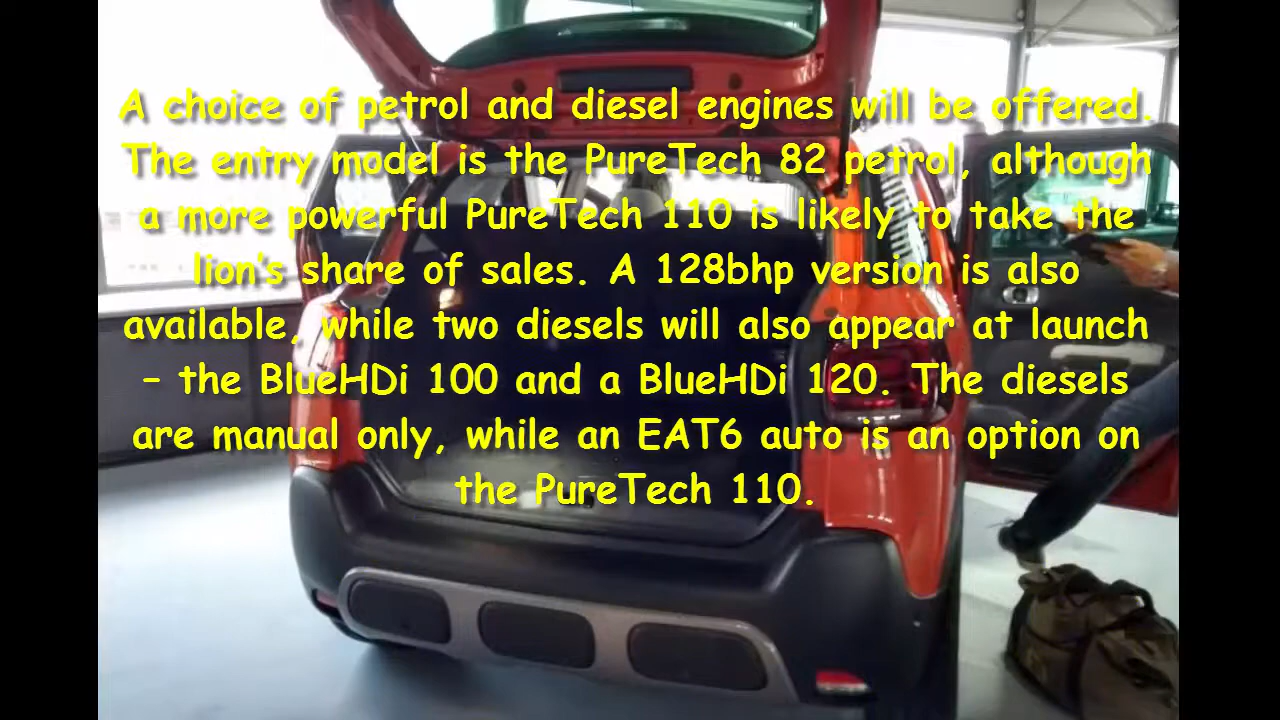 A choice of petrol and diesel engines will be offered.
The entry model is the PureTech 82 petrol, although
a more powerful PureTech 110 is likely to take the
lion's share of sales. A 128bhp version is also
available, while two diesels will also appear at launch
– the BlueHDi 100 and a BlueHDi 120. The diesels
are manual only, while an EAT6 auto is an option on
the PureTech 110.